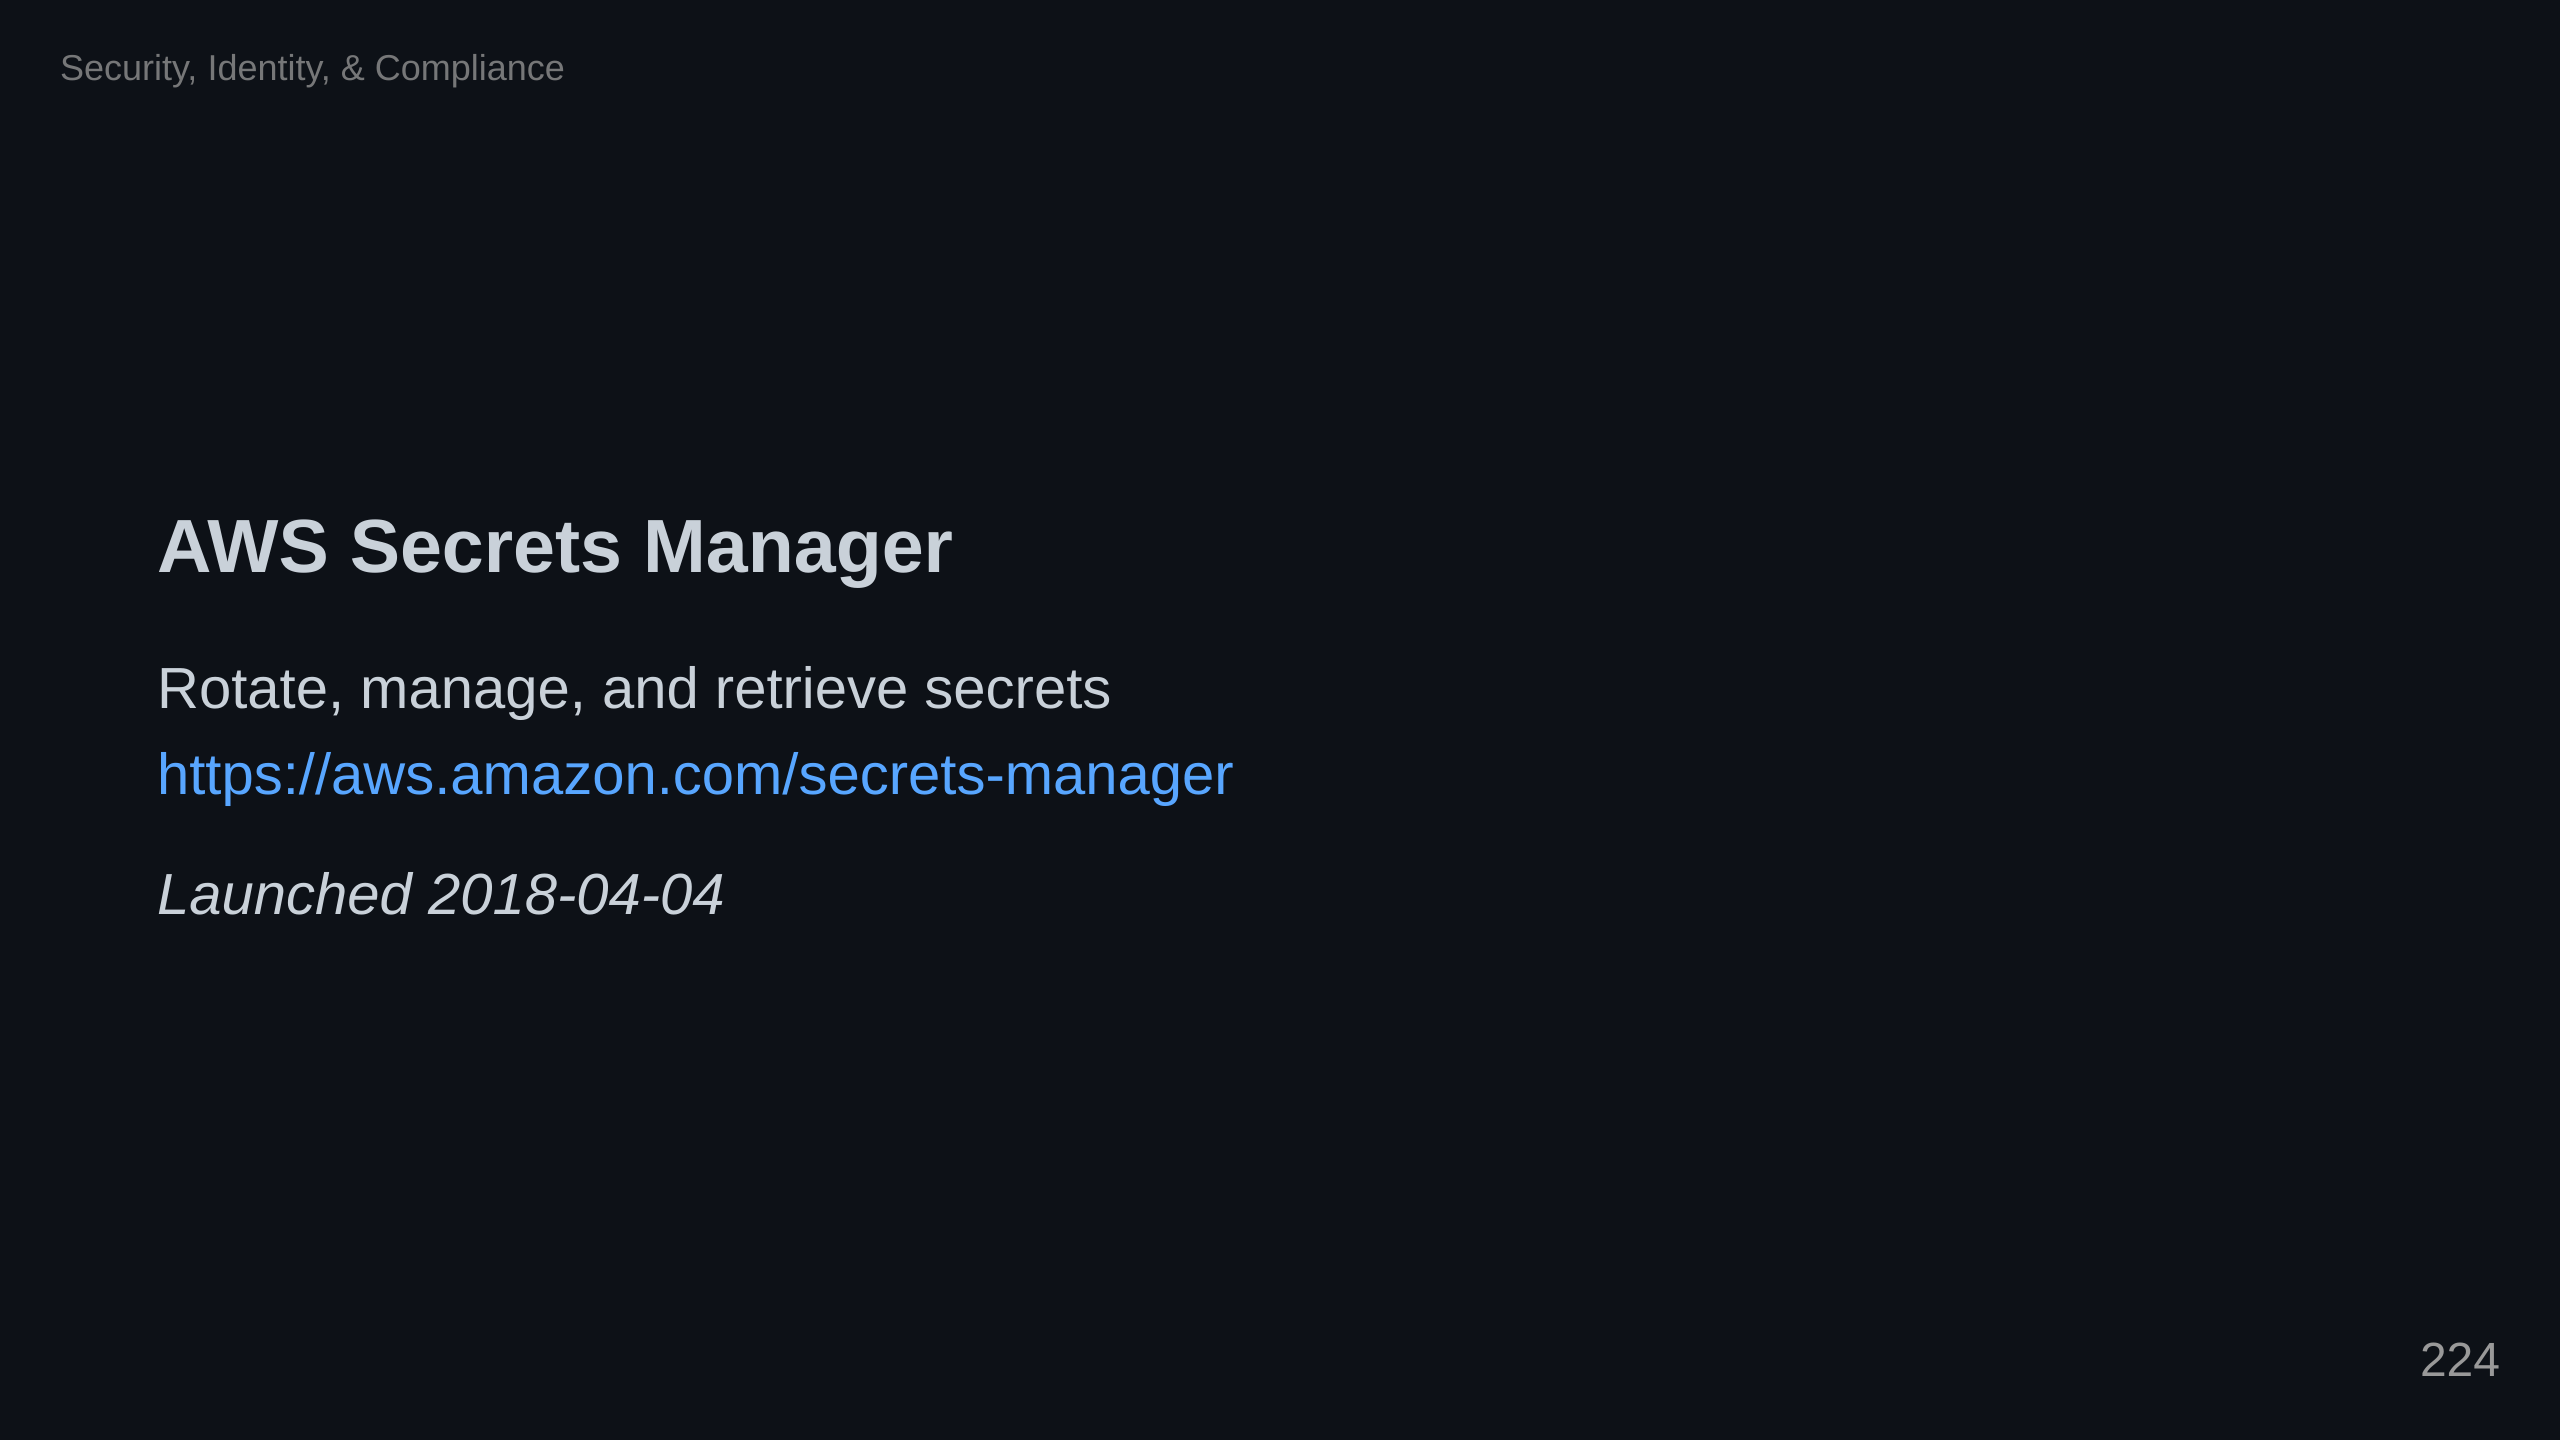 Security, Identity, & Compliance
AWS Secrets Manager
Rotate, manage, and retrieve secrets
https://aws.amazon.com/secrets-manager
Launched 2018-04-04
224